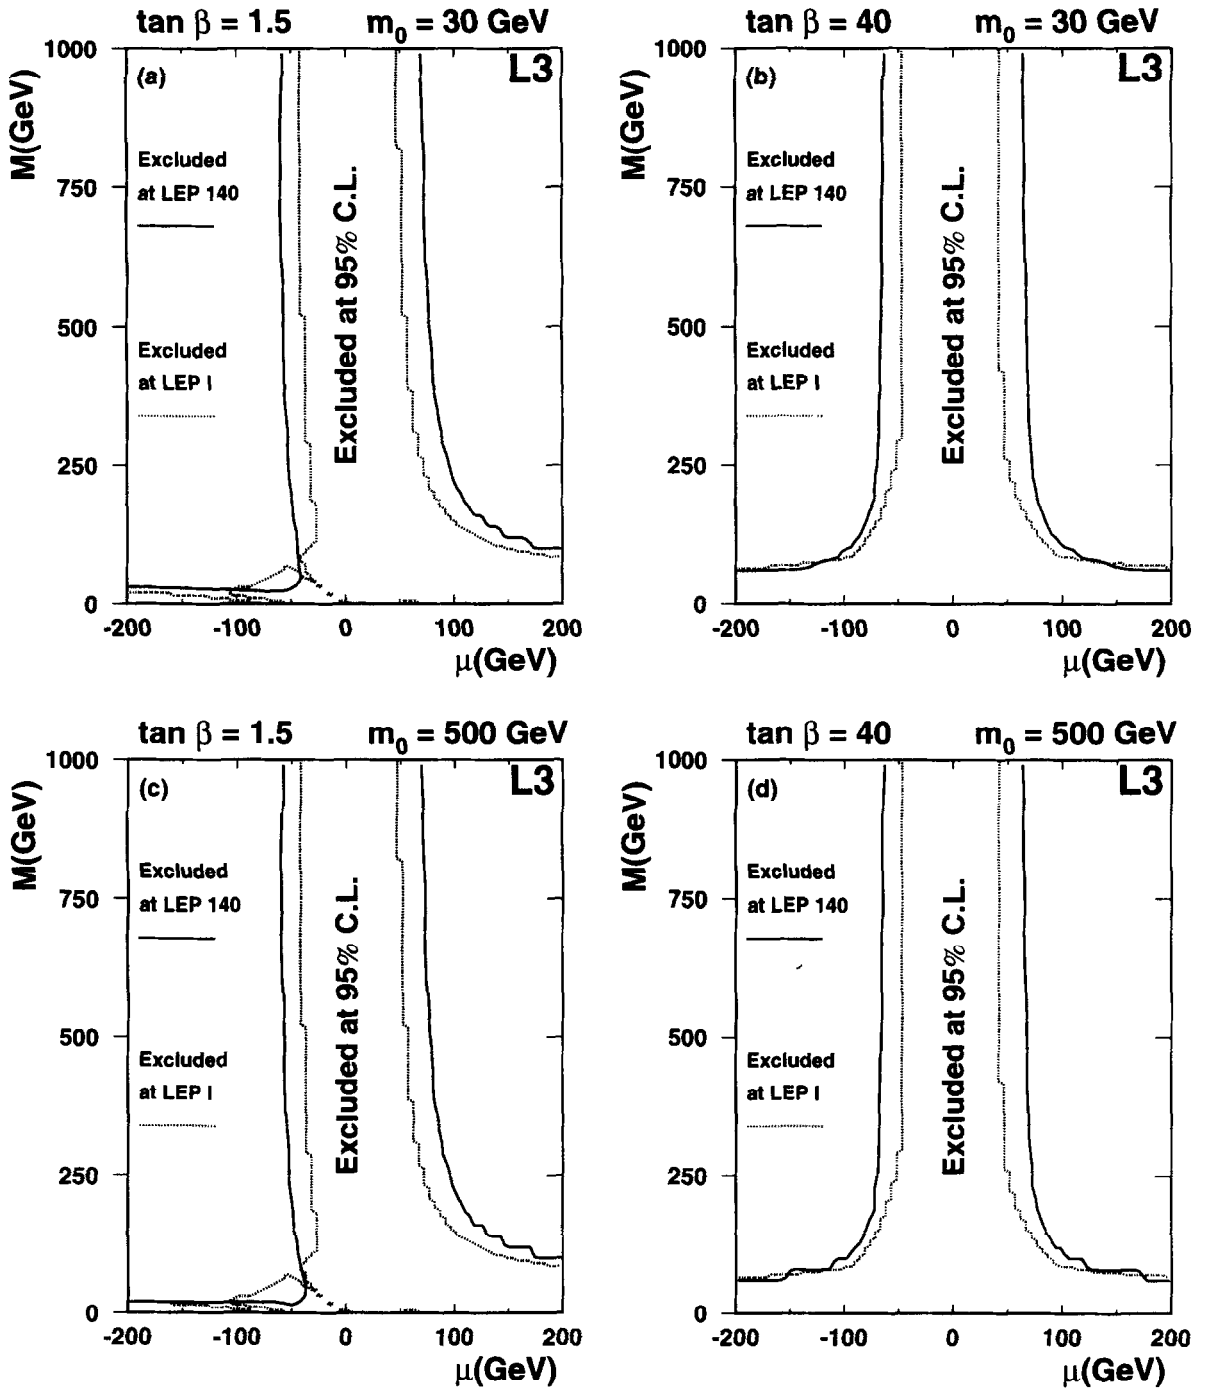 tan β = 1.5 m0 = 30 GeV
M(GeV)
1000
750
500
250
0
(a)
L3
Excluded
at LEP 140
Excluded
at LEP I
Excluded at 95% C.L.
-200 -100 0 100 200
μ(GeV)
tan β = 40 m0 = 30 GeV
M(GeV)
1000
750
500
250
0
(b)
L3
Excluded
at LEP 140
Excluded
at LEP I
Excluded at 95% C.L.
-200 -100 0 100 200
μ(GeV)
tan β = 1.5 m0 = 500 GeV
M(GeV)
1000
750
500
250
0
(c)
L3
Excluded
at LEP 140
Excluded
at LEP I
Excluded at 95% C.L.
-200 -100 0 100 200
μ(GeV)
tan β = 40 m0 = 500 GeV
M(GeV)
1000
750
500
250
0
(d)
L3
Excluded
at LEP 140
Excluded
at LEP I
Excluded at 95% C.L.
-200 -100 0 100 200
μ(GeV)